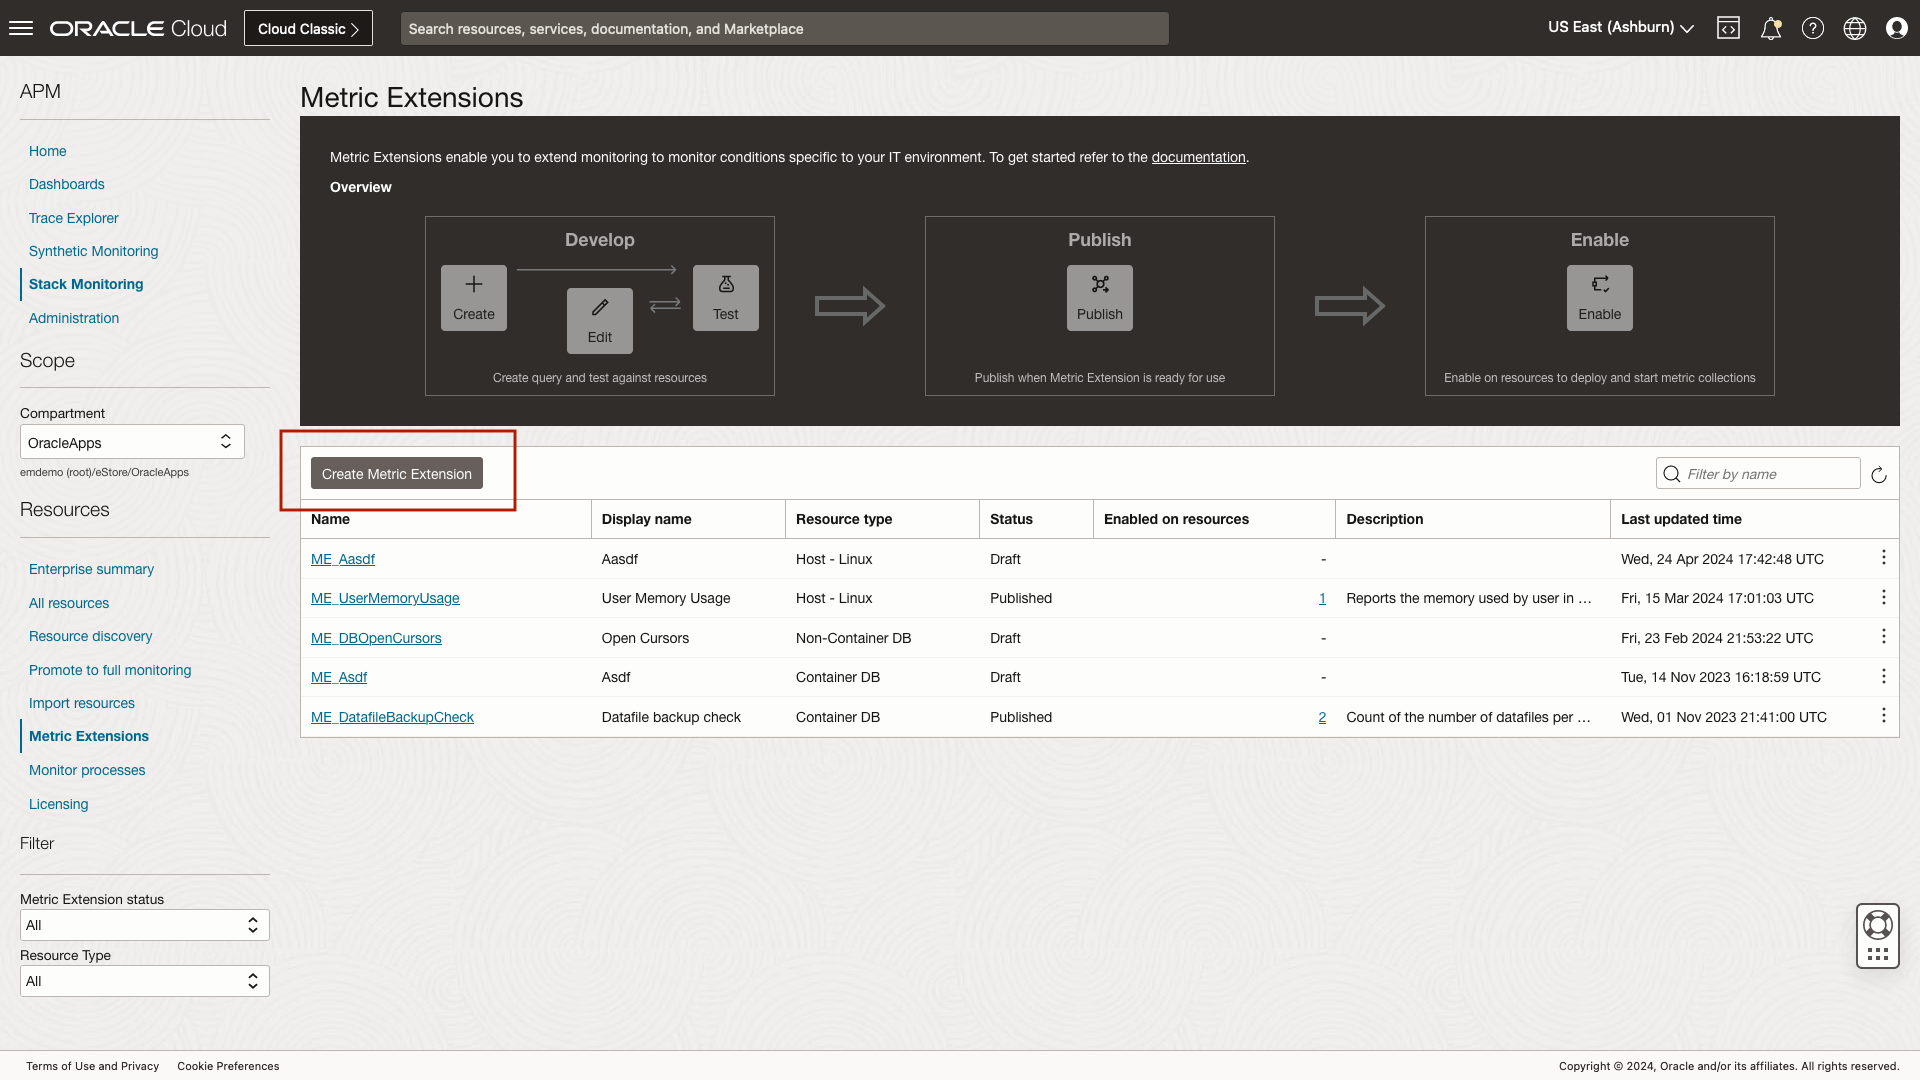 ORACLE Cloud
Cloud Classic
Search resources, services, documentation, and Marketplace
US East (Ashburn)
APM
Home
Dashboards
Trace Explorer
Synthetic Monitoring
Stack Monitoring
Administration
Scope
Compartment
OracleApps
emdemo (root)/eStore/OracleApps
Resources
Enterprise summary
All resources
Resource discovery
Promote to full monitoring
Import resources
Metric Extensions
Monitor processes
Licensing
Filter
Metric Extension status
All
Resource Type
All
Metric Extensions
Metric Extensions enable you to extend monitoring to monitor conditions specific to your IT environment. To get started refer to the documentation.
Overview
Develop
Create
Edit
Test
Create query and test against resources
Publish
Publish
Publish when Metric Extension is ready for use
Enable
Enable
Enable on resources to deploy and start metric collections
Create Metric Extension
Filter by name
Name Display name Resource type Status Enabled on resources Description Last updated time
ME_Aasdf Aasdf Host - Linux Draft - Wed, 24 Apr 2024 17:42:48 UTC
ME_UserMemoryUsage User Memory Usage Host - Linux Published 1 Reports the memory used by user in ... Fri, 15 Mar 2024 17:01:03 UTC
ME_DBOpenCursors Open Cursors Non-Container DB Draft - Fri, 23 Feb 2024 21:53:22 UTC
ME_Asdf Asdf Container DB Draft - Tue, 14 Nov 2023 16:18:59 UTC
ME_DatafileBackupCheck Datafile backup check Container DB Published 2 Count of the number of datafiles per ... Wed, 01 Nov 2023 21:41:00 UTC
Terms of Use and Privacy Cookie Preferences
Copyright © 2024, Oracle and/or its affiliates. All rights reserved.